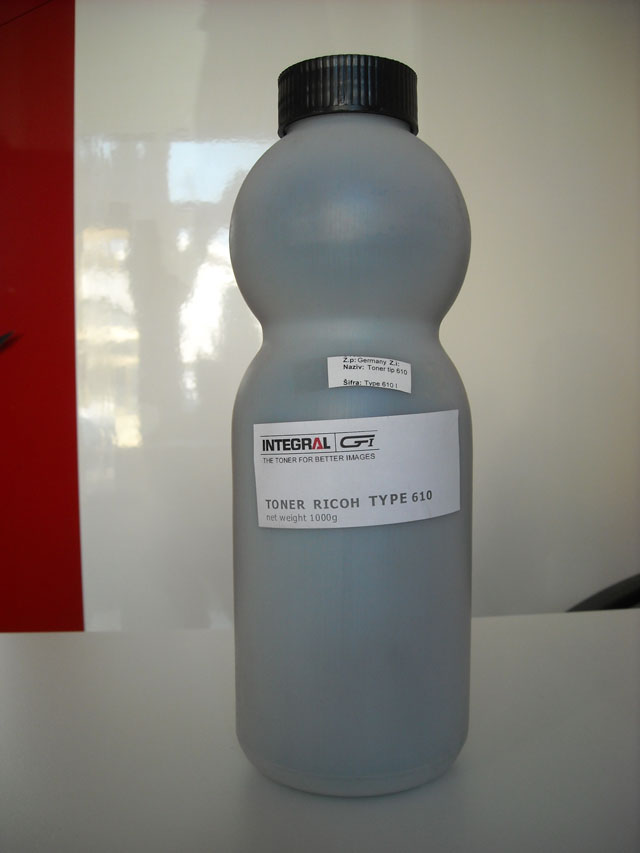 Z.p: Germany Z.i:
Naziv: Toner tip 610
Šifra: Type 610 I
INTEGRAL GI
THE TONER FOR BETTER IMAGES
TONER RICOH TYPE 610
net weight 1000g